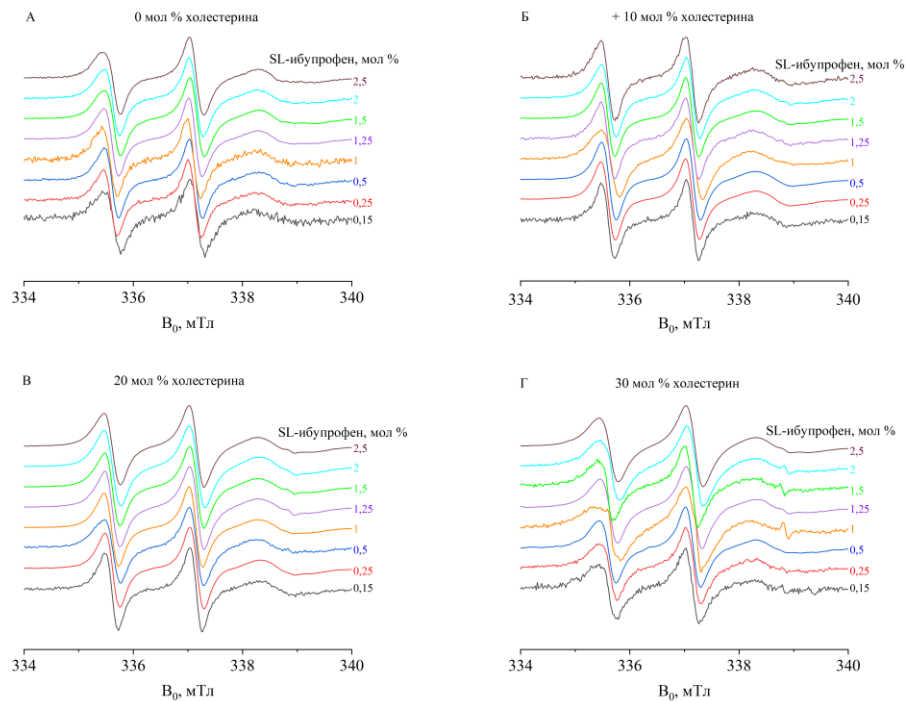 А
0 мол % холестерина
SL-ибупрофен, мол %
2,5
2
1,5
1,25
1
0,5
0,25
0,15
334 336 338 340
B0, мТл
Б
+ 10 мол % холестерина
SL-ибупрофен, мол %
2,5
2
1,5
1,25
1
0,5
0,25
0,15
334 336 338 340
B0, мТл
В
20 мол % холестерина
SL-ибупрофен, мол %
2,5
2
1,5
1,25
1
0,5
0,25
0,15
334 336 338 340
B0, мТл
Г
30 мол % холестерин
SL-ибупрофен, мол %
2,5
2
1,5
1,25
1
0,5
0,25
0,15
334 336 338 340
B0, мТл